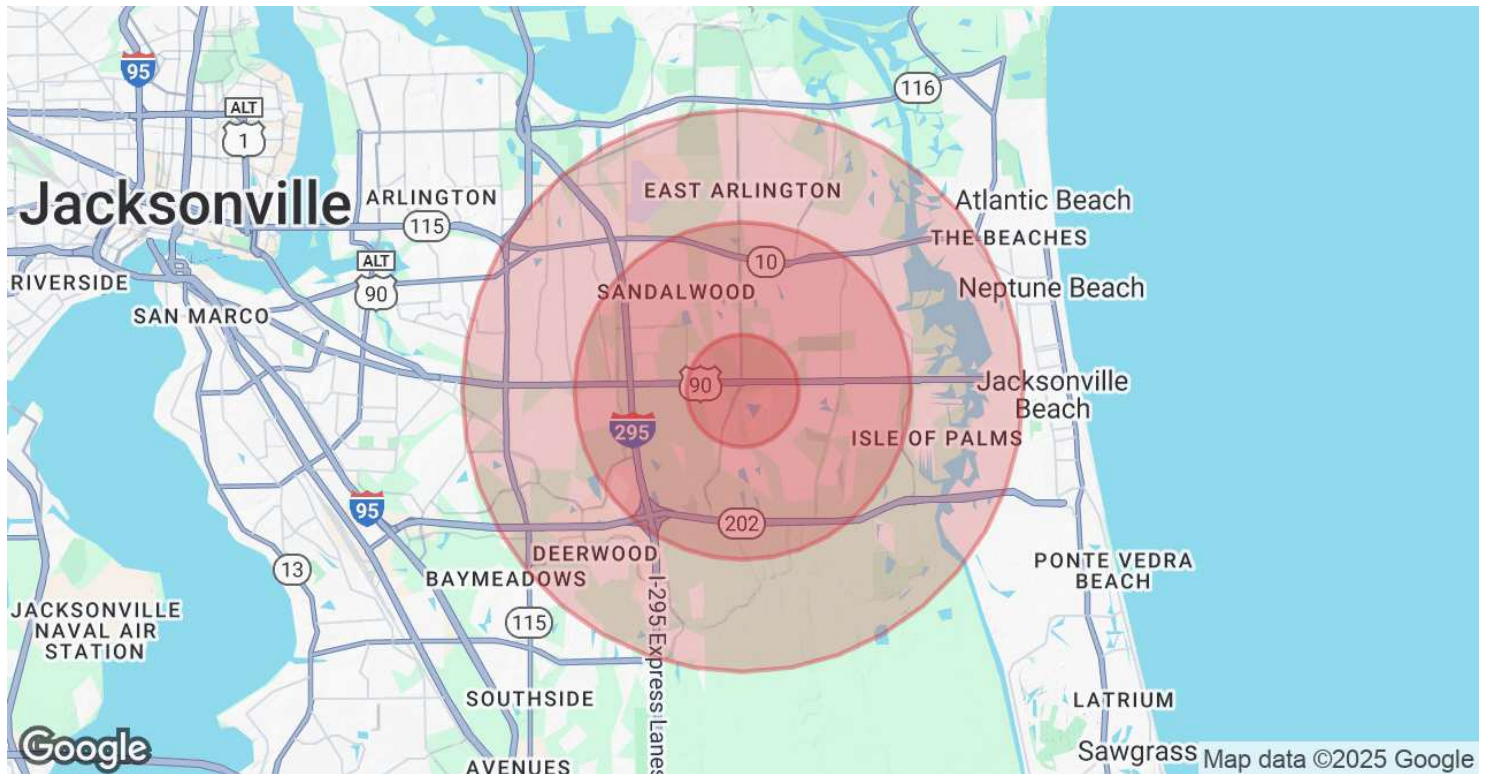 95
116
ALT
1
Jacksonville
ARLINGTON
115
EAST ARLINGTON
Atlantic Beach
THE BEACHES
10
ALT
90
RIVERSIDE
SAN MARCO
SANDALWOOD
Neptune Beach
90
Jacksonville
Beach
295
ISLE OF PALMS
95
202
13
DEERWOOD
BAYMEADOWS
PONTE VEDRA
BEACH
JACKSONVILLE
NAVAL AIR
STATION
115
I-295 Express Lanes
SOUTHSIDE
LATRIUM
Google
AVENUES
Sawgrass
Map data ©2025 Google